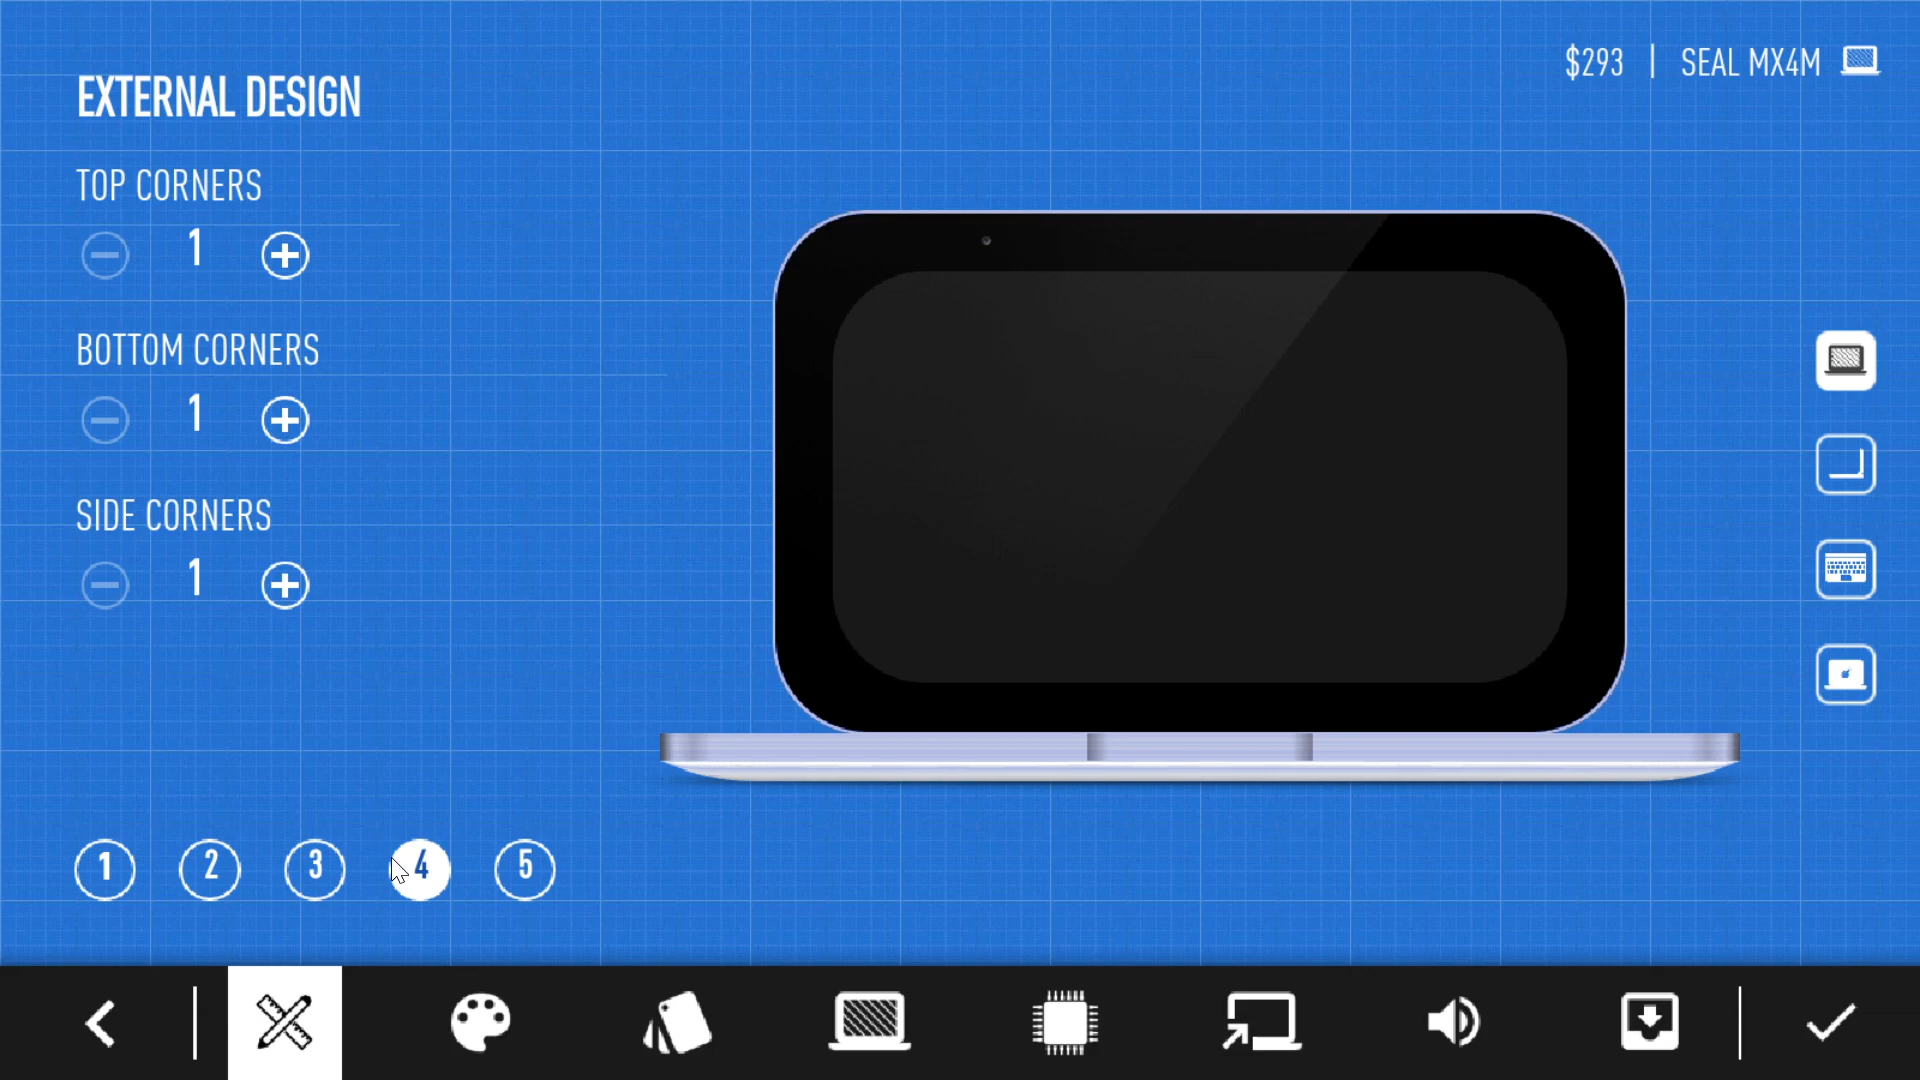 $293 | SEAL MX4M
EXTERNAL DESIGN
TOP CORNERS
1
BOTTOM CORNERS
1
SIDE CORNERS
1
1 2 3 4 5